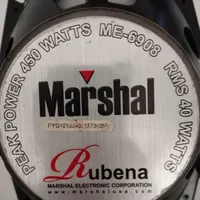 PEAK POWER 450 WATTS ME-6908 RMS 40 WATTS
Marshal
Rubena
MARSHAL ELECTRONIC CORPORATION